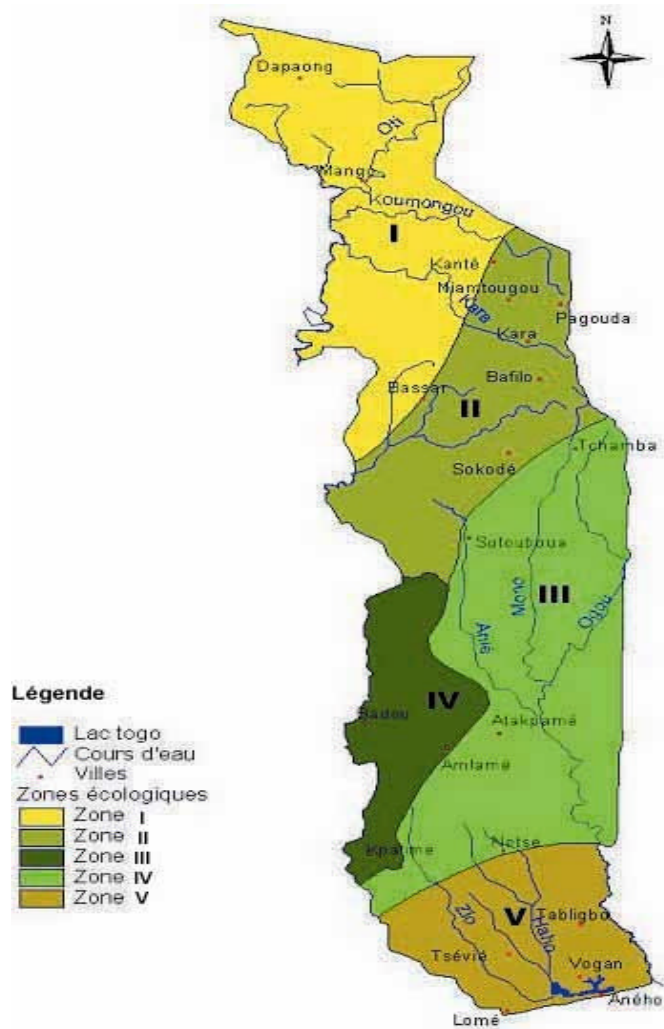 N
Dapaong
Oti
Mango
Koumongou
I
Kanté
Niamtougou
Kara
Pagouda
Kara
Bassar
Bafilo
II
Sokodé
Tchamba
Sotouboua
Mono
III
Ogou
Anié
IV
Badou
Atakpamé
Amlamé
Kpalimé
Notse
Zio
V
Haho
Tabligbo
Tsévié
Vogan
Aného
Lomé
Légende
Lac togo
Cours d'eau
Villes
Zones écologiques
Zone I
Zone II
Zone III
Zone IV
Zone V